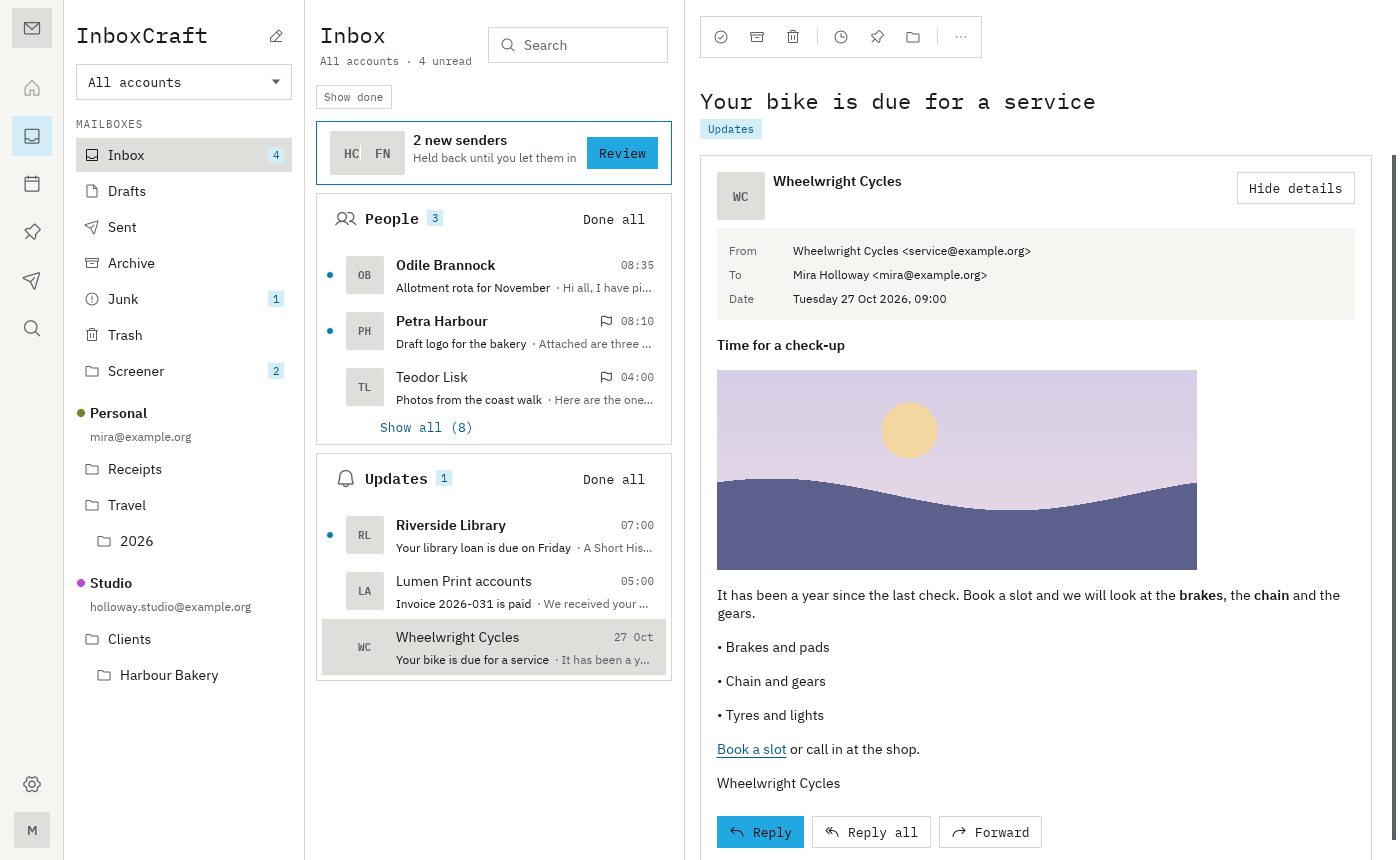 InboxCraft
All accounts
MAILBOXES
Inbox 4
Drafts
Sent
Archive
Junk 1
Trash
Screener 2
Personal
mira@example.org
Receipts
Travel
2026
Studio
holloway.studio@example.org
Clients
Harbour Bakery
M
Inbox
All accounts · 4 unread
Search
Show done
HC FN
2 new senders
Held back until you let them in
Review
People 3 Done all
OB Odile Brannock 08:35
Allotment rota for November · Hi all, I have pi…
PH Petra Harbour 08:10
Draft logo for the bakery · Attached are three …
TL Teodor Lisk 04:00
Photos from the coast walk · Here are the one…
Show all (8)
Updates 1 Done all
RL Riverside Library 07:00
Your library loan is due on Friday · A Short His…
LA Lumen Print accounts 05:00
Invoice 2026-031 is paid · We received your …
WC Wheelwright Cycles 27 Oct
Your bike is due for a service · It has been a y…
Your bike is due for a service
Updates
WC Wheelwright Cycles Hide details
From Wheelwright Cycles <service@example.org>
To Mira Holloway <mira@example.org>
Date Tuesday 27 Oct 2026, 09:00
Time for a check-up
It has been a year since the last check. Book a slot and we will look at the brakes, the chain and the
gears.
• Brakes and pads
• Chain and gears
• Tyres and lights
Book a slot or call in at the shop.
Wheelwright Cycles
Reply Reply all Forward